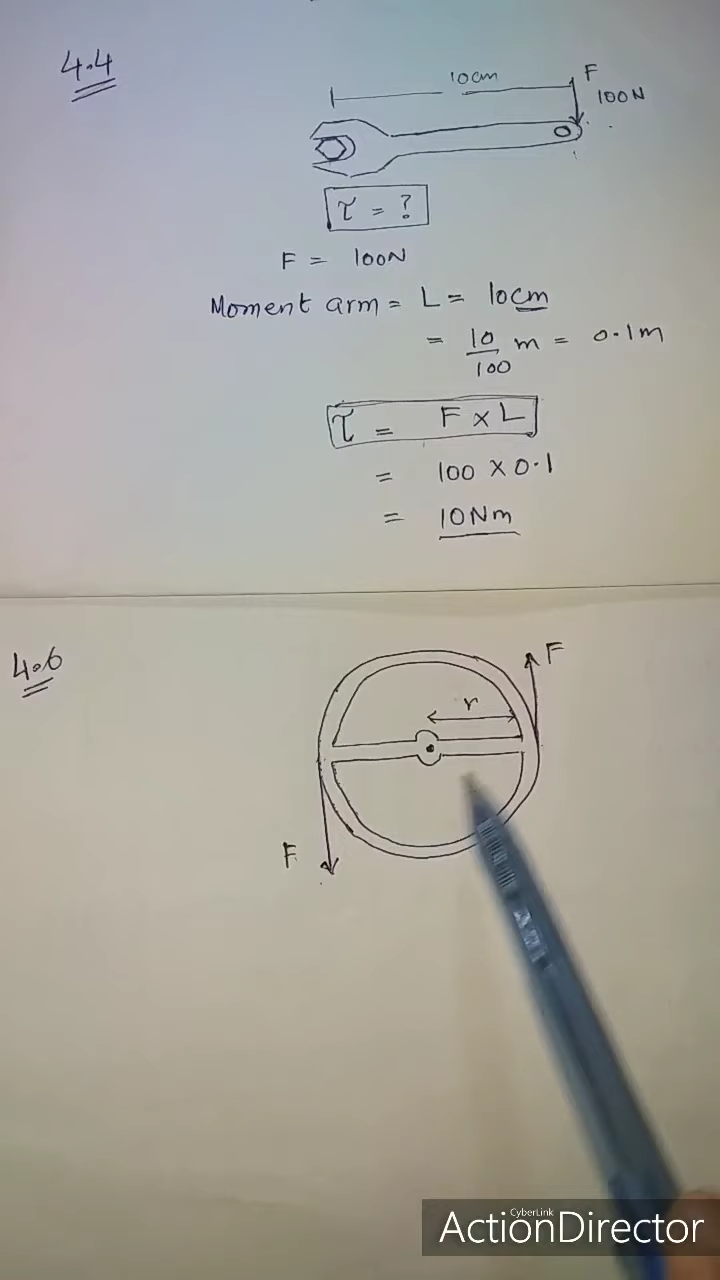 4.4
10cm
F
100N
τ = ?
F = 100N
Moment arm = L = 10cm
= 10/100 m = 0.1m
τ = F × L
= 100 × 0.1
= 10Nm
4.6
F
r
F
CyberLink
ActionDirector